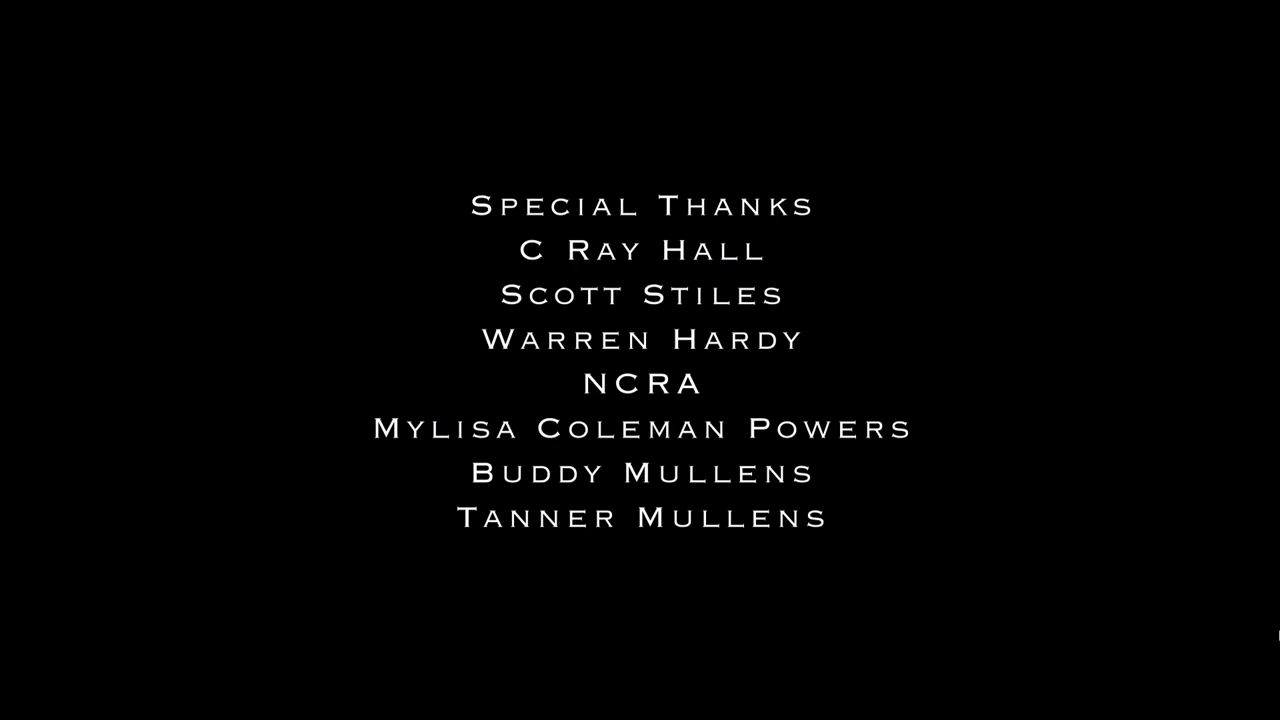 Special Thanks
C Ray Hall
Scott Stiles
Warren Hardy
NCRA
Mylisa Coleman Powers
Buddy Mullens
Tanner Mullens